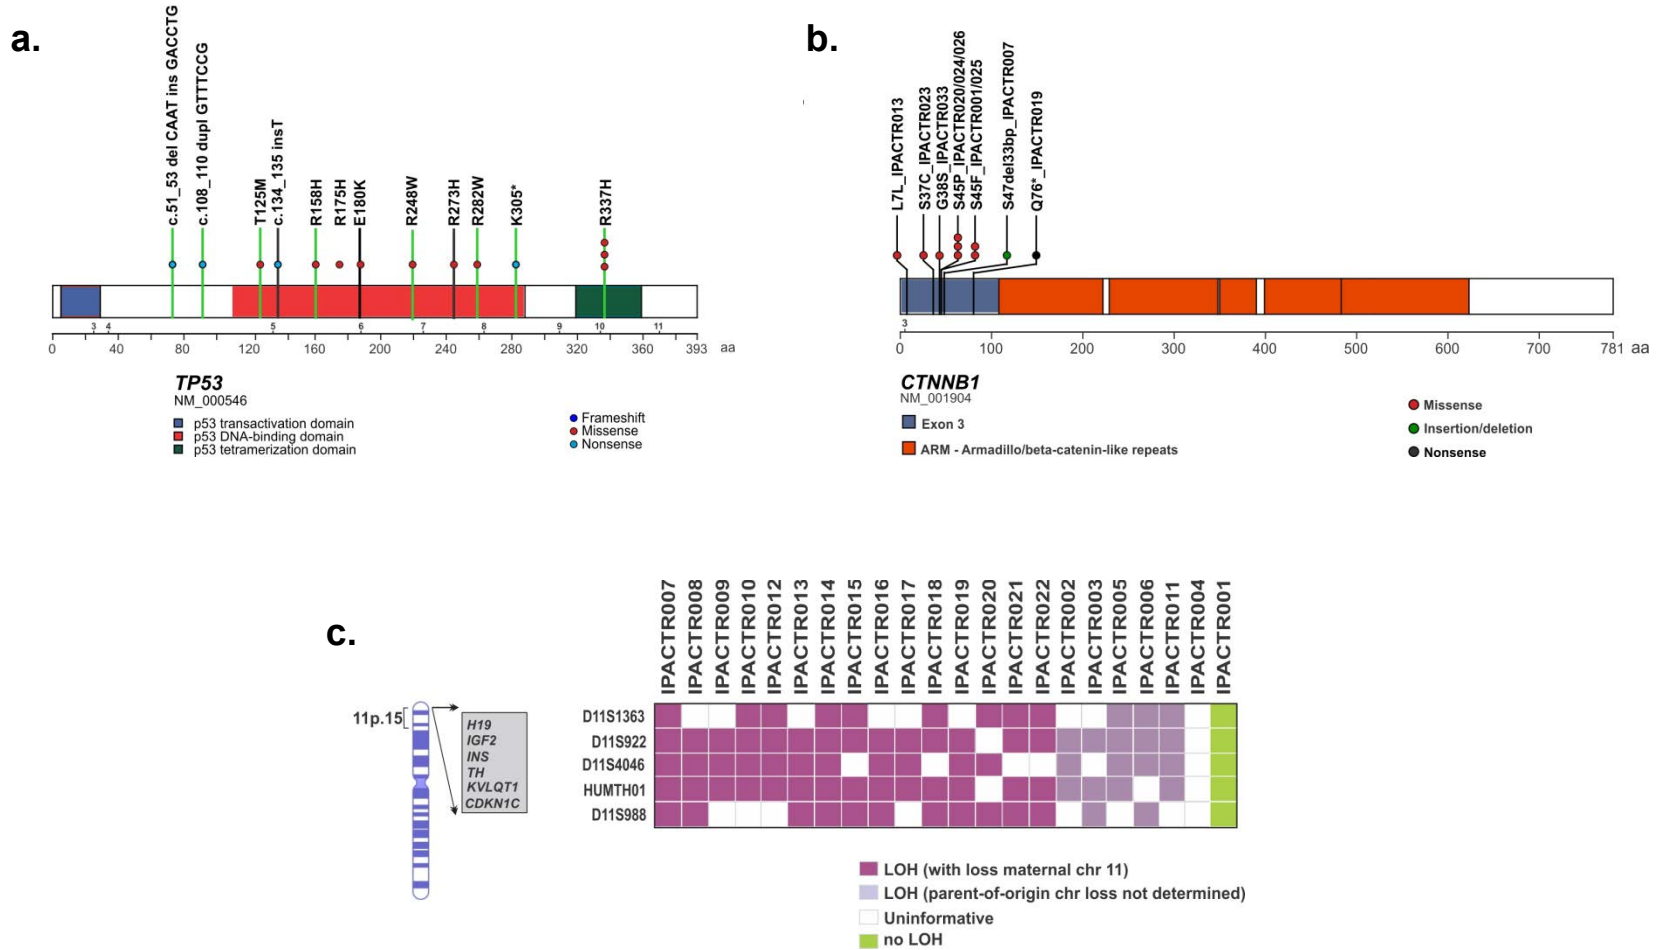 a.
c.51_53 del CAAT ins GACCTG
c.108_110 dupl GTTTCCG
T125M
c.134_135 insT
R158H
R175H
E180K
R248W
R273H
R282W
K305*
R337H
3 4 5 6 7 8 9 10 11
0 40 80 120 160 200 240 280 320 360 393 aa
TP53
NM_000546
p53 transactivation domain
p53 DNA-binding domain
p53 tetramerization domain
Frameshift
Missense
Nonsense
b.
L7L_IPACTR013
S37C_IPACTR023
G38S_IPACTR033
S45P_IPACTR020/024/026
S45F_IPACTR001/025
S47del33bp_IPACTR007
Q76*_IPACTR019
3
0 100 200 300 400 500 600 700 781 aa
CTNNB1
NM_001904
Exon 3
ARM - Armadillo/beta-catenin-like repeats
Missense
Insertion/deletion
Nonsense
c.
11p.15
H19
IGF2
INS
TH
KVLQT1
CDKN1C
IPACTR007
IPACTR008
IPACTR009
IPACTR010
IPACTR012
IPACTR013
IPACTR014
IPACTR015
IPACTR016
IPACTR017
IPACTR018
IPACTR019
IPACTR020
IPACTR021
IPACTR022
IPACTR002
IPACTR003
IPACTR005
IPACTR006
IPACTR011
IPACTR004
IPACTR001
D11S1363
D11S922
D11S4046
HUMTH01
D11S988
LOH (with loss maternal chr 11)
LOH (parent-of-origin chr loss not determined)
Uninformative
no LOH